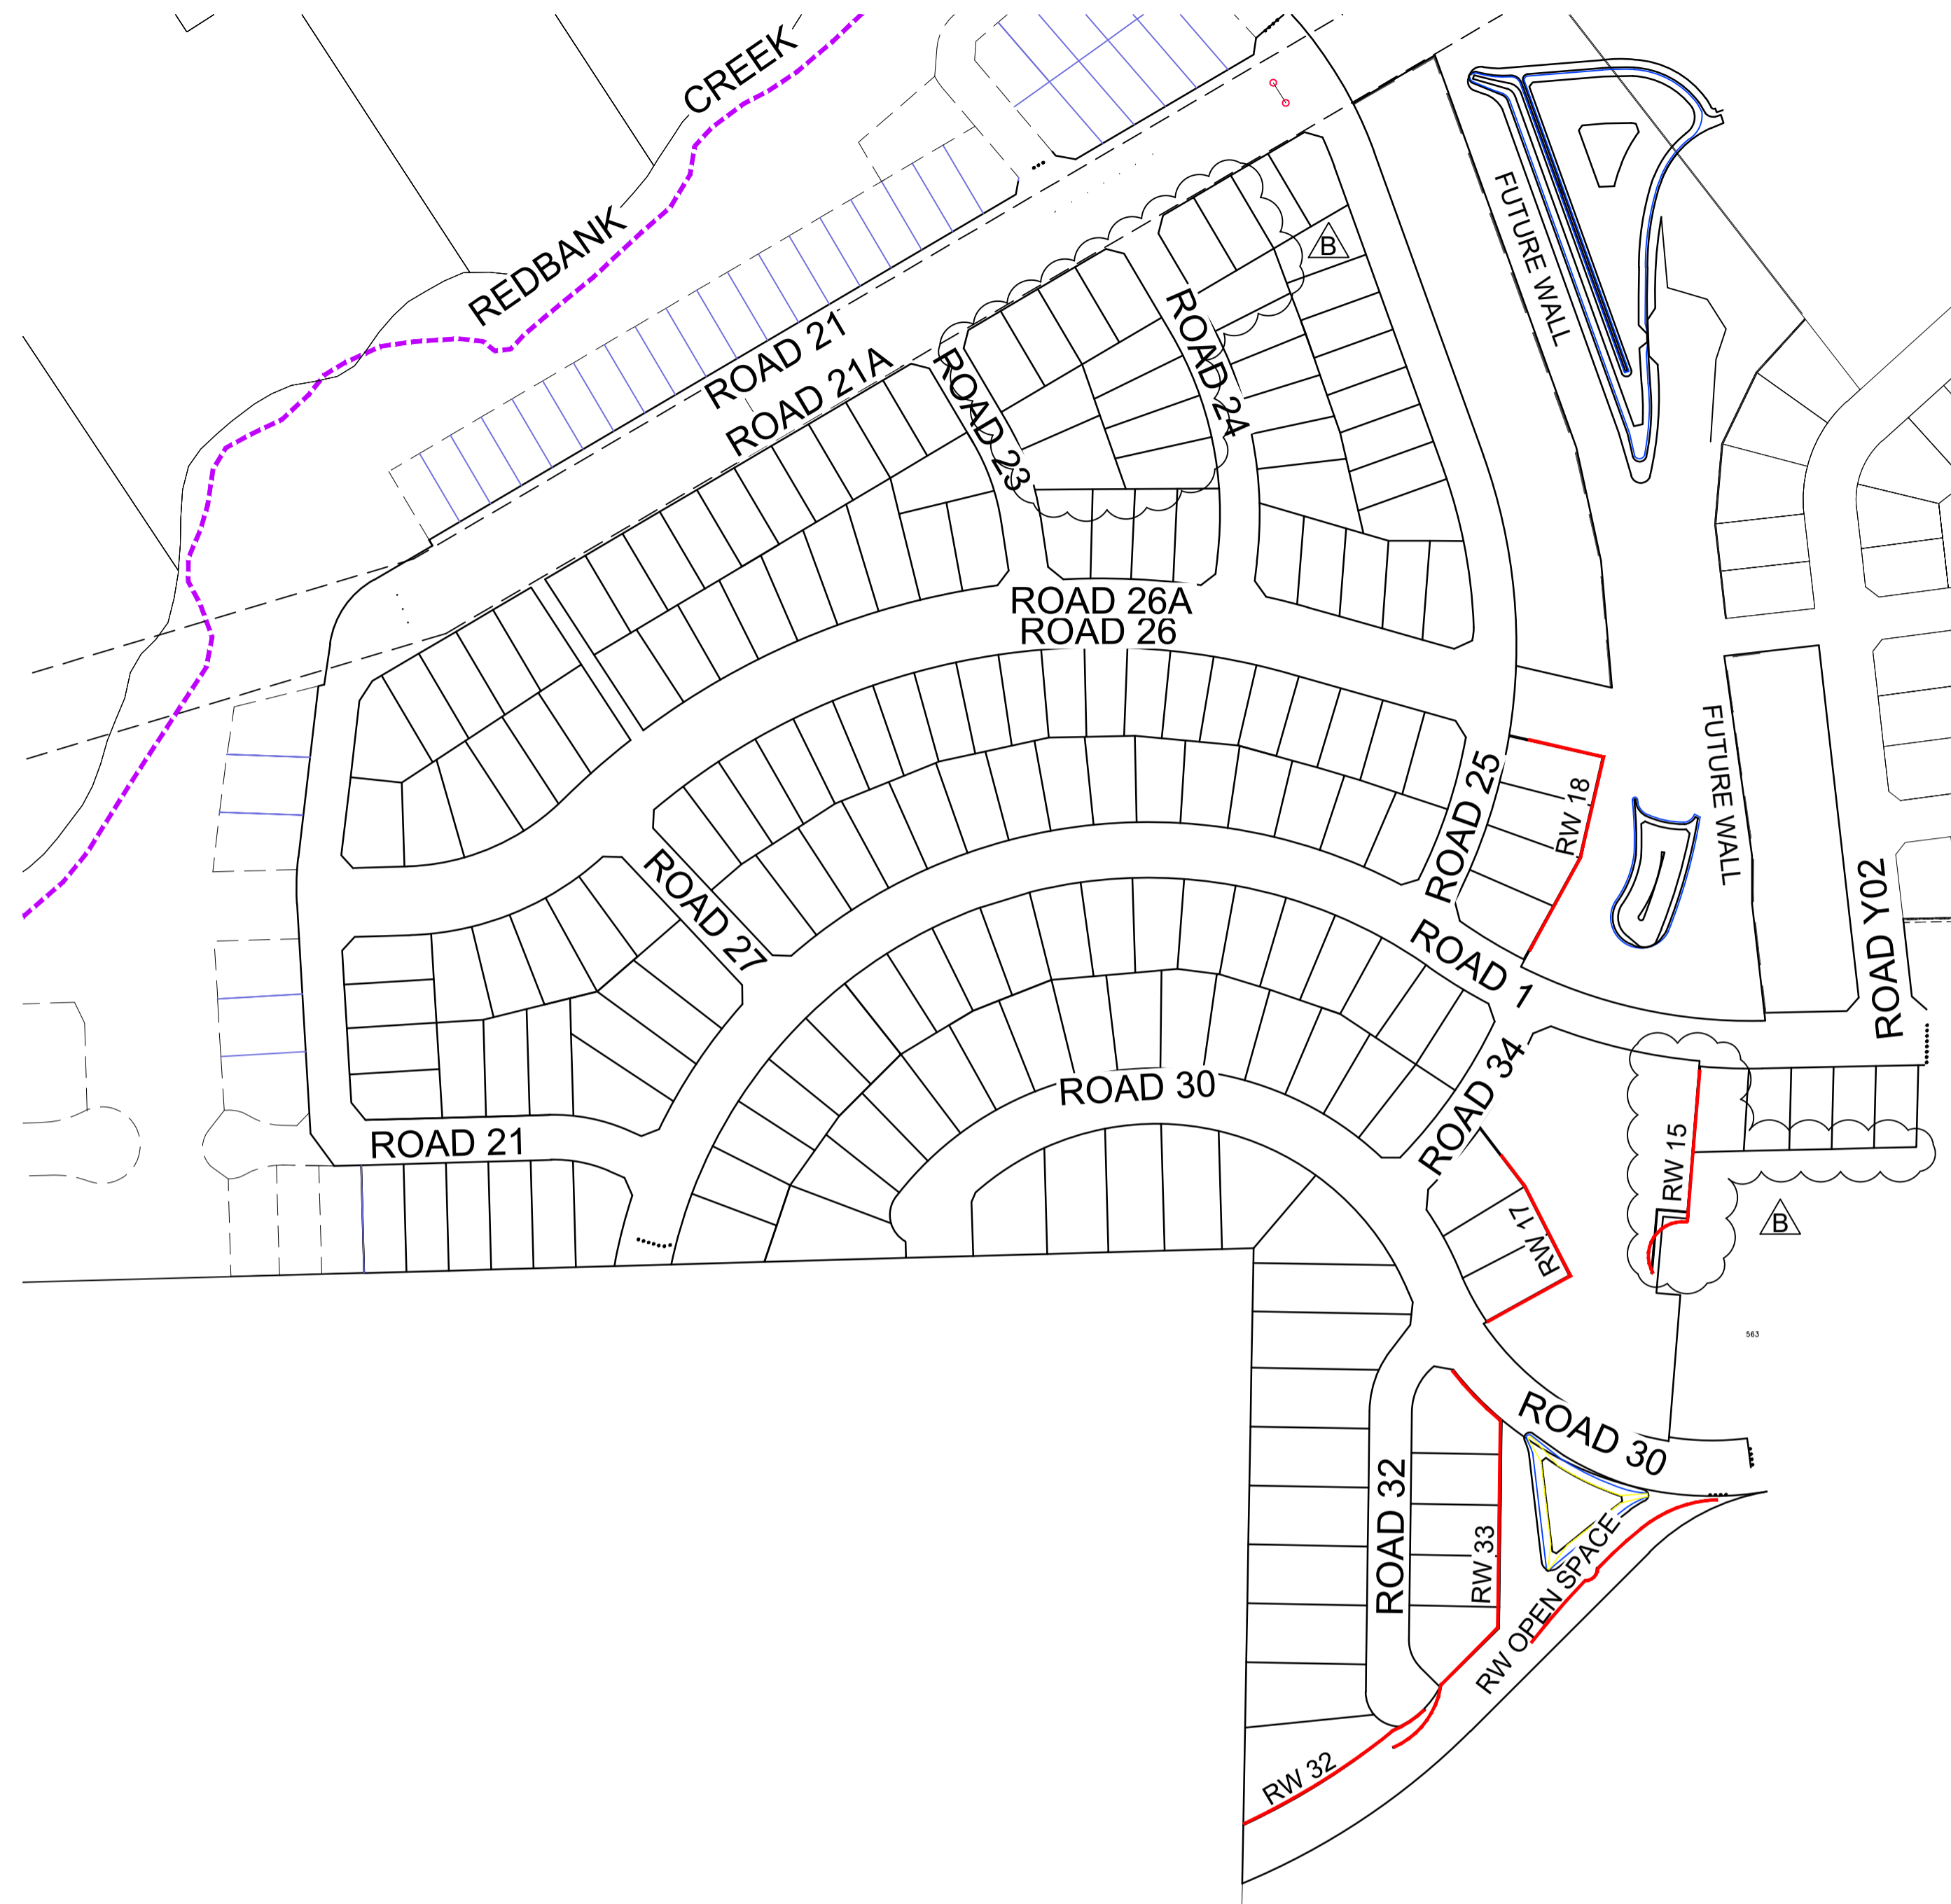 REDBANK CREEK
ROAD 21
ROAD 21A
ROAD 23
ROAD 24
B
FUTURE WALL
ROAD 26A
ROAD 26
ROAD 25
RW 18
FUTURE WALL
ROAD 27
ROAD 1
ROAD Y02
ROAD 30
ROAD 34
ROAD 21
RW 15
RW 17
B
563
ROAD 30
ROAD 32
RW 33
RW OPEN SPACE
RW 32